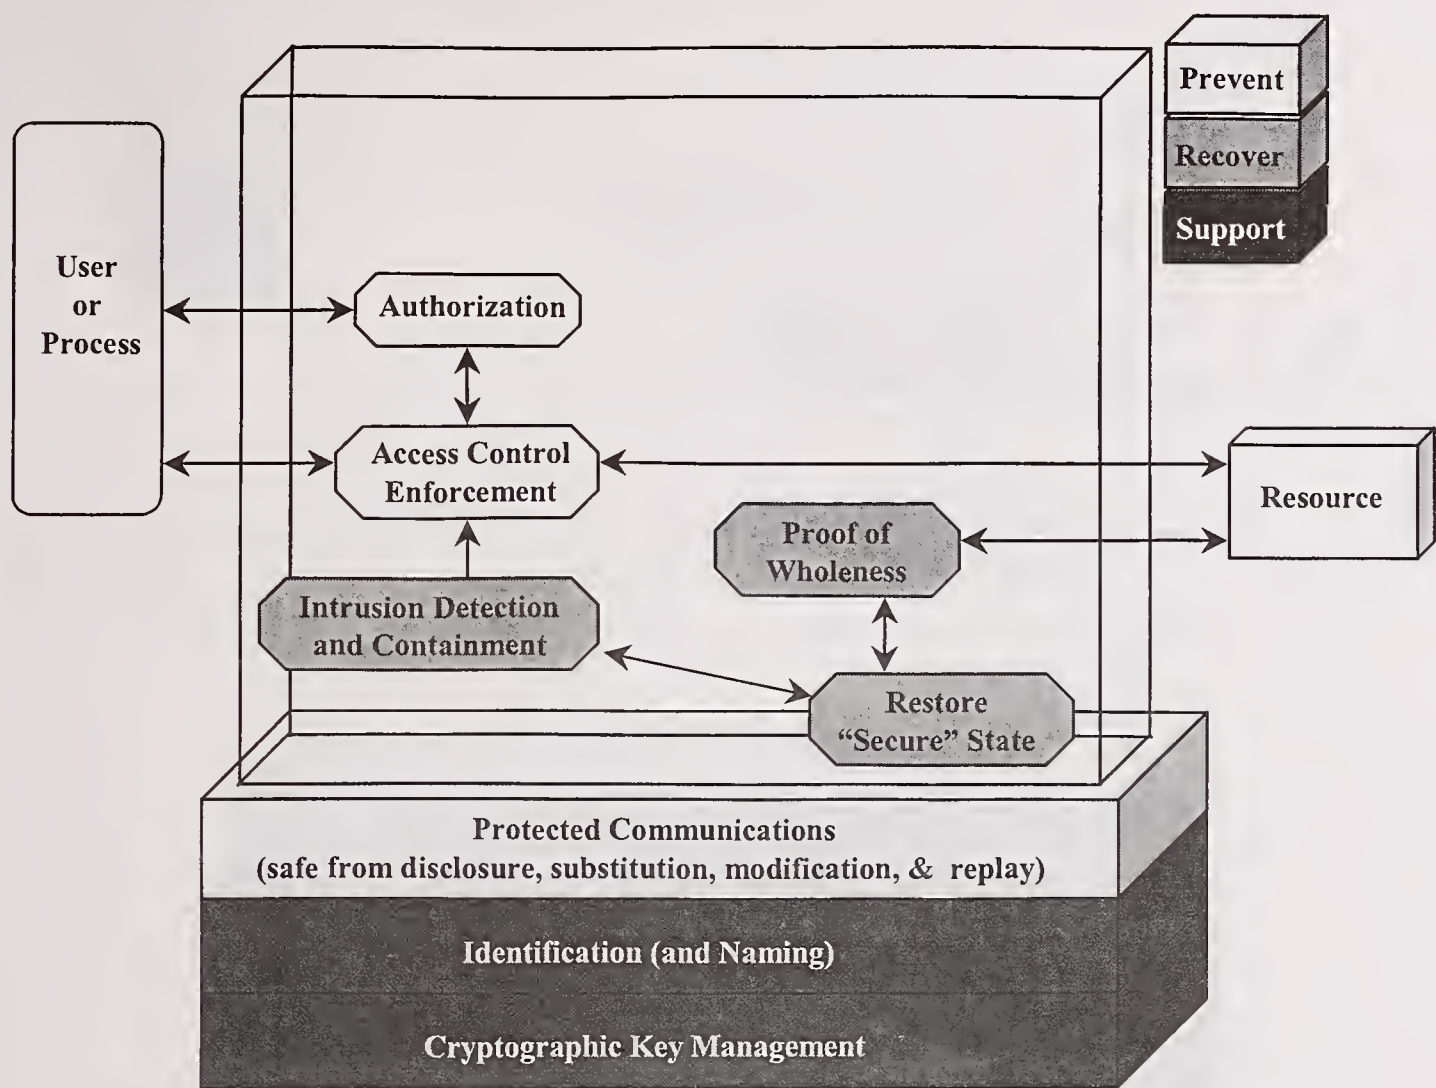 Prevent
Recover
Support
User
or
Process
Authorization
Access Control
Enforcement
Resource
Proof of
Wholeness
Intrusion Detection
and Containment
Restore
“Secure” State
Protected Communications
(safe from disclosure, substitution, modification, & replay)
Identification (and Naming)
Cryptographic Key Management